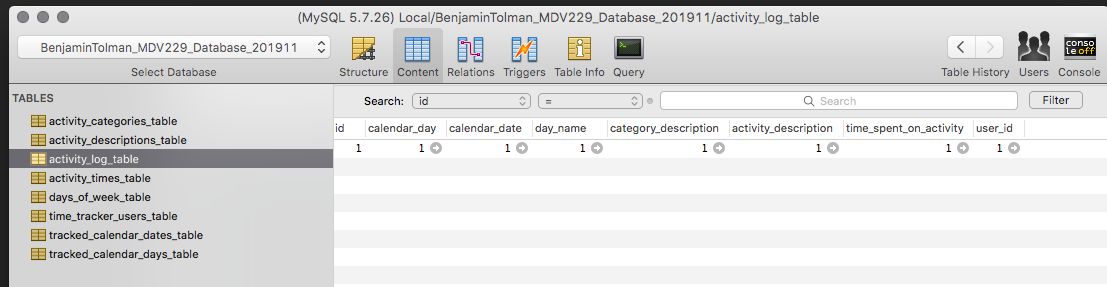 (MySQL 5.7.26) Local/BenjaminTolman_MDV229_Database_201911/activity_log_table
BenjaminTolman_MDV229_Database_201911
Select Database
Structure Content Relations Triggers Table Info Query
Table History Users Console
conso
le off
TABLES
activity_categories_table
activity_descriptions_table
activity_log_table
activity_times_table
days_of_week_table
time_tracker_users_table
tracked_calendar_dates_table
tracked_calendar_days_table
Search: id = Search Filter
id calendar_day calendar_date day_name category_description activity_description time_spent_on_activity user_id
1 1 1 1 1 1 1 1